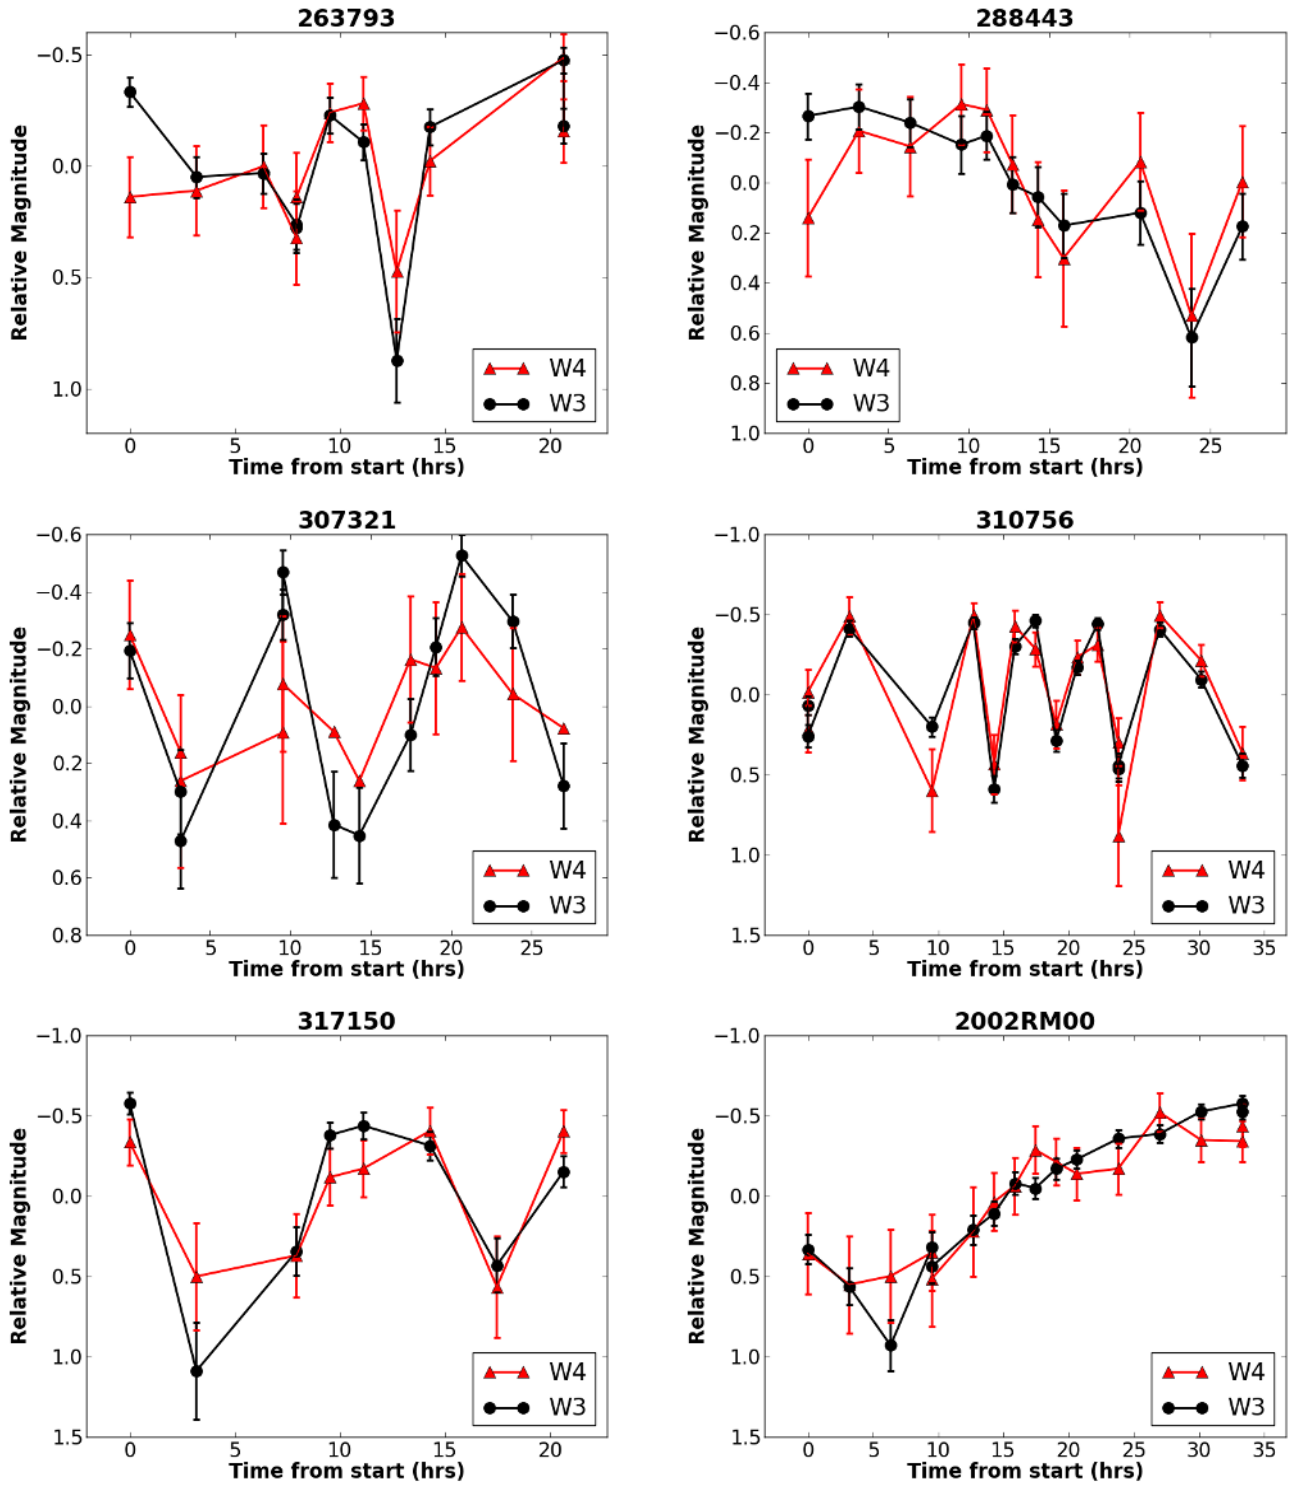 263793
−0.5
0.0
0.5
1.0
Relative Magnitude
W4
W3
0 5 10 15 20
Time from start (hrs)
288443
−0.6
−0.4
−0.2
0.0
0.2
0.4
0.6
0.8
1.0
Relative Magnitude
W4
W3
0 5 10 15 20 25
Time from start (hrs)
307321
−0.6
−0.4
−0.2
0.0
0.2
0.4
0.6
0.8
Relative Magnitude
W4
W3
0 5 10 15 20 25
Time from start (hrs)
310756
−1.0
−0.5
0.0
0.5
1.0
1.5
Relative Magnitude
W4
W3
0 5 10 15 20 25 30 35
Time from start (hrs)
317150
−1.0
−0.5
0.0
0.5
1.0
1.5
Relative Magnitude
W4
W3
0 5 10 15 20
Time from start (hrs)
2002RM00
−1.0
−0.5
0.0
0.5
1.0
1.5
Relative Magnitude
W4
W3
0 5 10 15 20 25 30 35
Time from start (hrs)